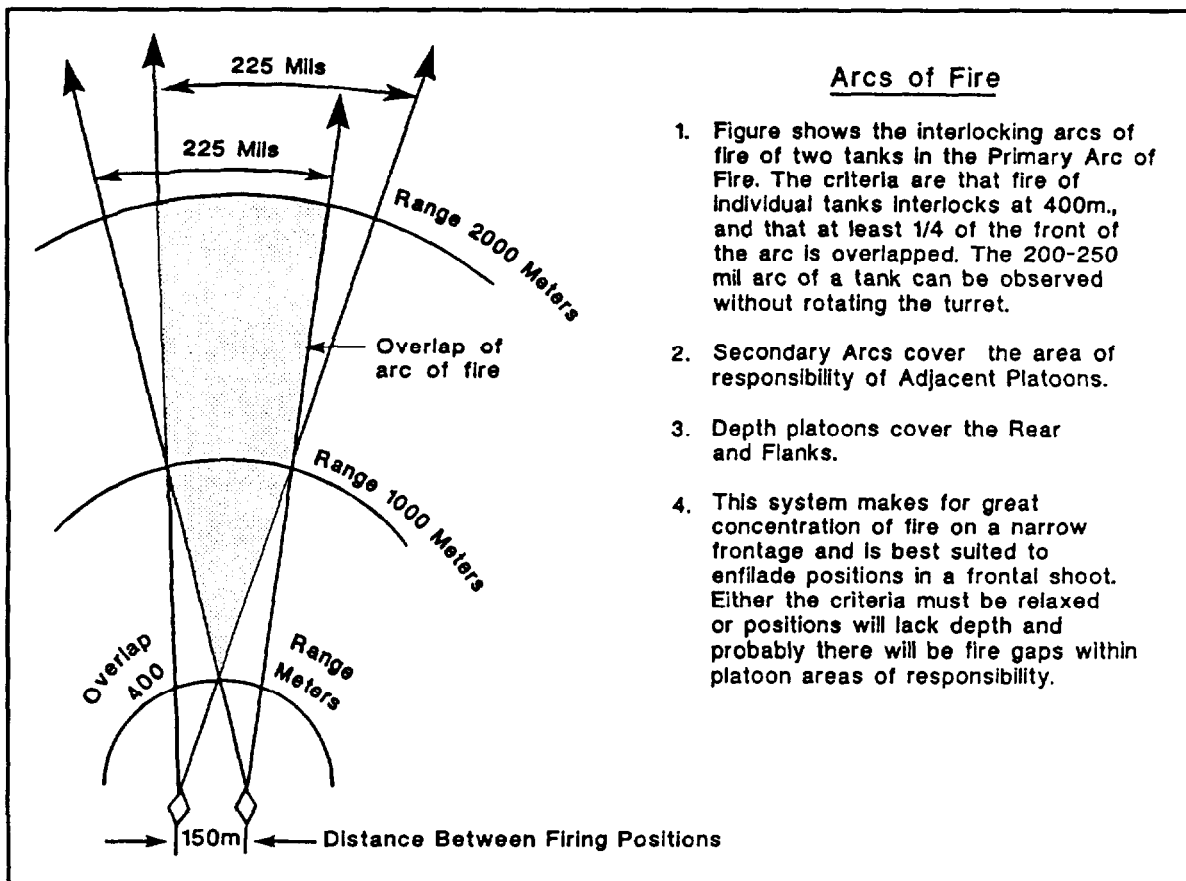 225 Mils
225 Mils
Range 2000 Meters
Overlap of
arc of fire
Range 1000 Meters
Overlap
400
Range
Meters
150m
Distance Between Firing Positions
Arcs of Fire
1. Figure shows the interlocking arcs of
fire of two tanks in the Primary Arc of
Fire. The criteria are that fire of
individual tanks interlocks at 400m.,
and that at least 1/4 of the front of
the arc is overlapped. The 200-250
mil arc of a tank can be observed
without rotating the turret.
2. Secondary Arcs cover the area of
responsibility of Adjacent Platoons.
3. Depth platoons cover the Rear
and Flanks.
4. This system makes for great
concentration of fire on a narrow
frontage and is best suited to
enfilade positions in a frontal shoot.
Either the criteria must be relaxed
or positions will lack depth and
probably there will be fire gaps within
platoon areas of responsibility.